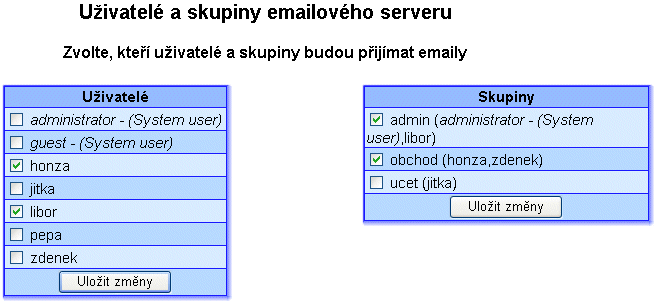 Uživatelé a skupiny emailového serveru
Zvolte, kteří uživatelé a skupiny budou přijímat emaily
Uživatelé
administrator - (System user)
guest - (System user)
honza
jitka
libor
pepa
zdenek
Uložit změny
Skupiny
admin (administrator - (System
user),libor)
obchod (honza,zdenek)
ucet (jitka)
Uložit změny